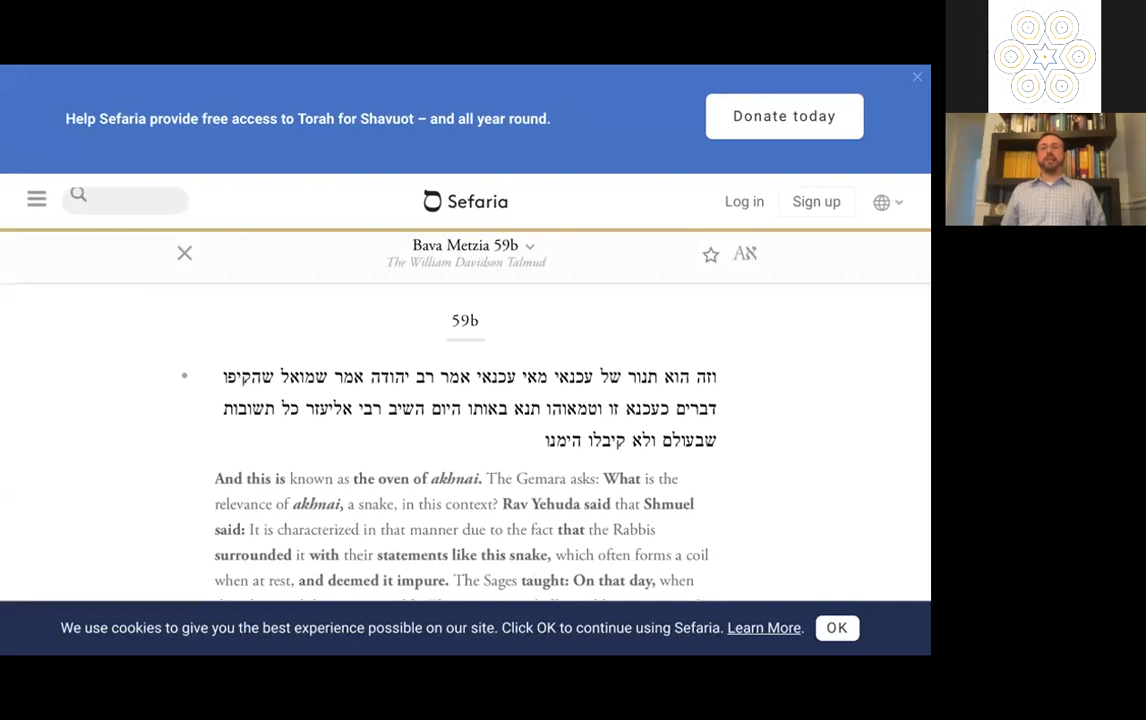 Help Sefaria provide free access to Torah for Shavuot – and all year round.
Donate today
Sefaria
Log in
Sign up
Bava Metzia 59b
The William Davidson Talmud
Aא
59b
וזה הוא תנור של עכנאי מאי עכנאי אמר רב יהודה אמר שמואל שהקיפו
דברים כעכנא זו וטמאוהו תנא באותו היום השיב רבי אליעזר כל תשובות
שבעולם ולא קיבלו הימנו
And this is known as the oven of akhnai. The Gemara asks: What is the
relevance of akhnai, a snake, in this context? Rav Yehuda said that Shmuel
said: It is characterized in that manner due to the fact that the Rabbis
surrounded it with their statements like this snake, which often forms a coil
when at rest, and deemed it impure. The Sages taught: On that day, when
We use cookies to give you the best experience possible on our site. Click OK to continue using Sefaria. Learn More.
OK